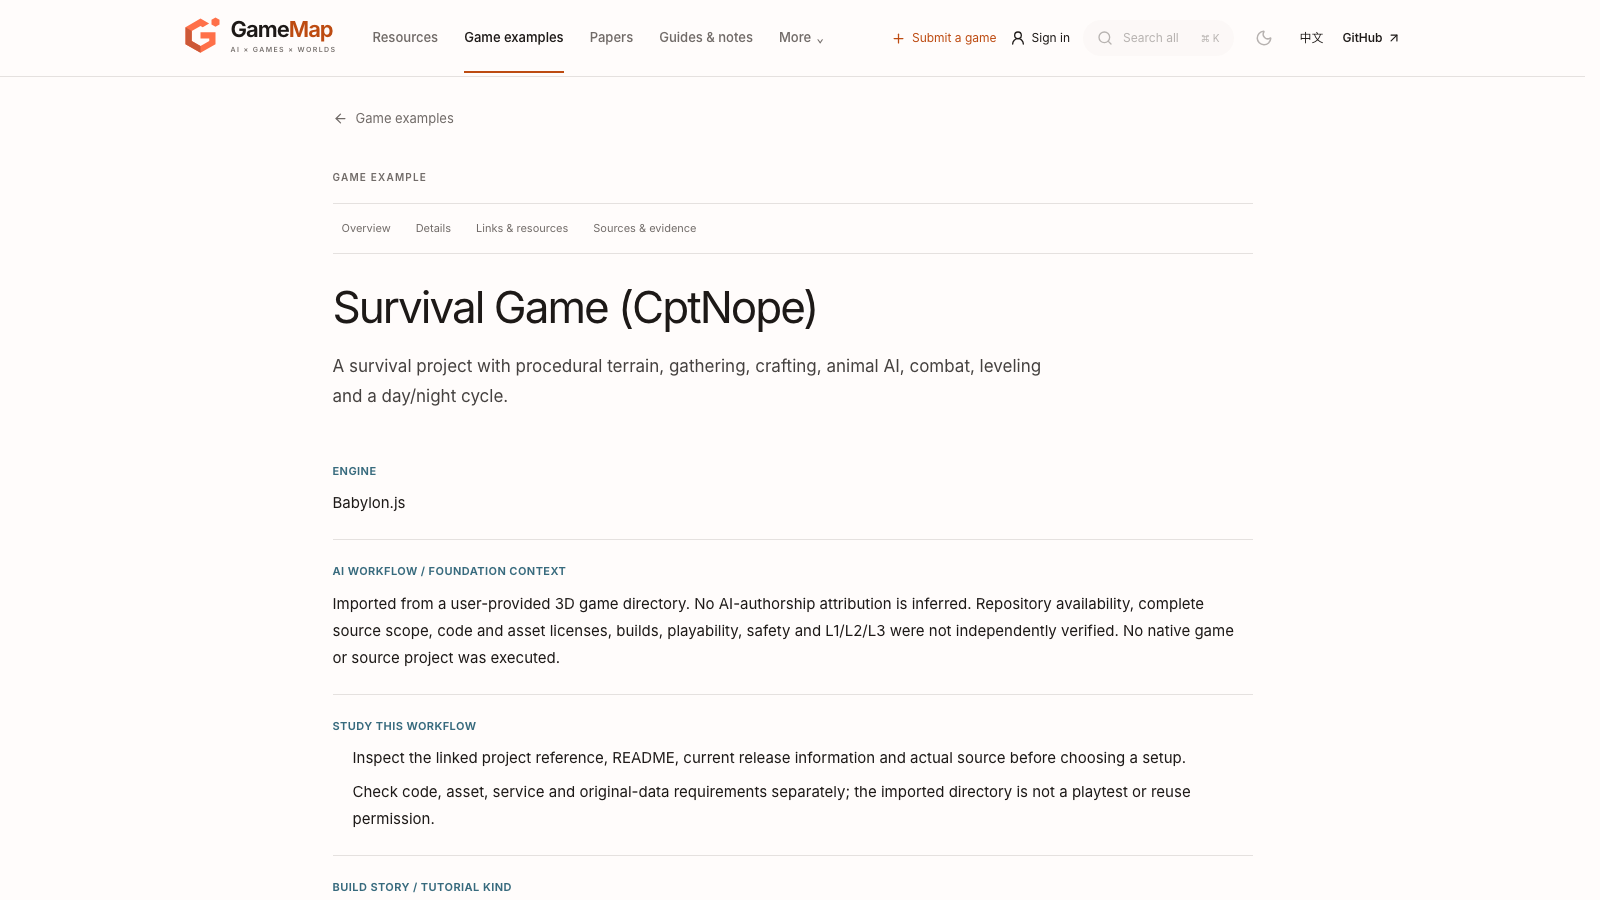 GameMap
AI × GAMES × WORLDS
Resources
Game examples
Papers
Guides & notes
More
Submit a game
Sign in
Search all
⌘ K
中文
GitHub
Game examples
GAME EXAMPLE
Overview
Details
Links & resources
Sources & evidence
Survival Game (CptNope)
A survival project with procedural terrain, gathering, crafting, animal AI, combat, leveling
and a day/night cycle.
ENGINE
Babylon.js
AI WORKFLOW / FOUNDATION CONTEXT
Imported from a user-provided 3D game directory. No AI-authorship attribution is inferred. Repository availability, complete
source scope, code and asset licenses, builds, playability, safety and L1/L2/L3 were not independently verified. No native game
or source project was executed.
STUDY THIS WORKFLOW
Inspect the linked project reference, README, current release information and actual source before choosing a setup.
Check code, asset, service and original-data requirements separately; the imported directory is not a playtest or reuse
permission.
BUILD STORY / TUTORIAL KIND